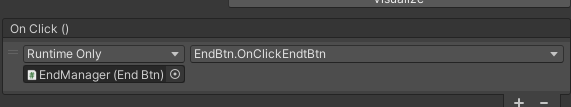 Visualize
On Click ()
Runtime Only
EndBtn.OnClickEndtBtn
EndManager (End Btn)
+ -